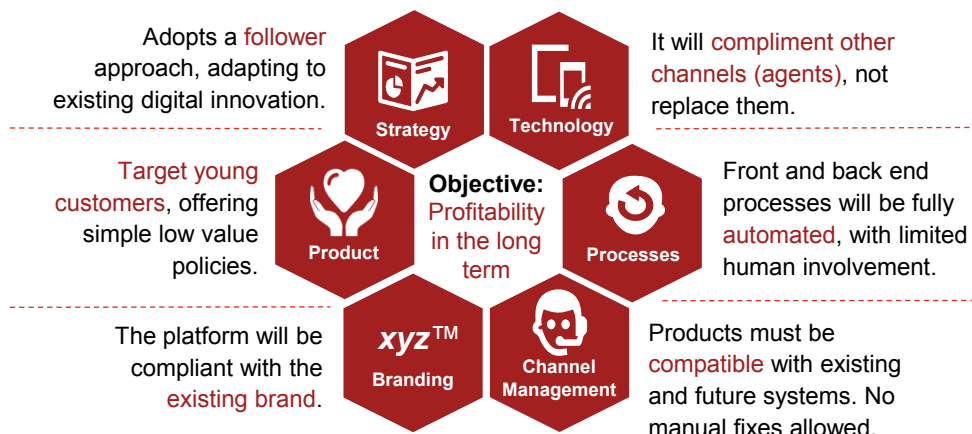 Adopts a follower
approach, adapting to
existing digital innovation.
Strategy
Technology
It will compliment other
channels (agents), not
replace them.
Target young
customers, offering
simple low value
policies.
Product
Objective:
Profitability
in the long
term
Processes
Front and back end
processes will be fully
automated, with limited
human involvement.
The platform will be
compliant with the
existing brand.
xyz™
Branding
Channel
Management
Products must be
compatible with existing
and future systems. No
manual fixes allowed.